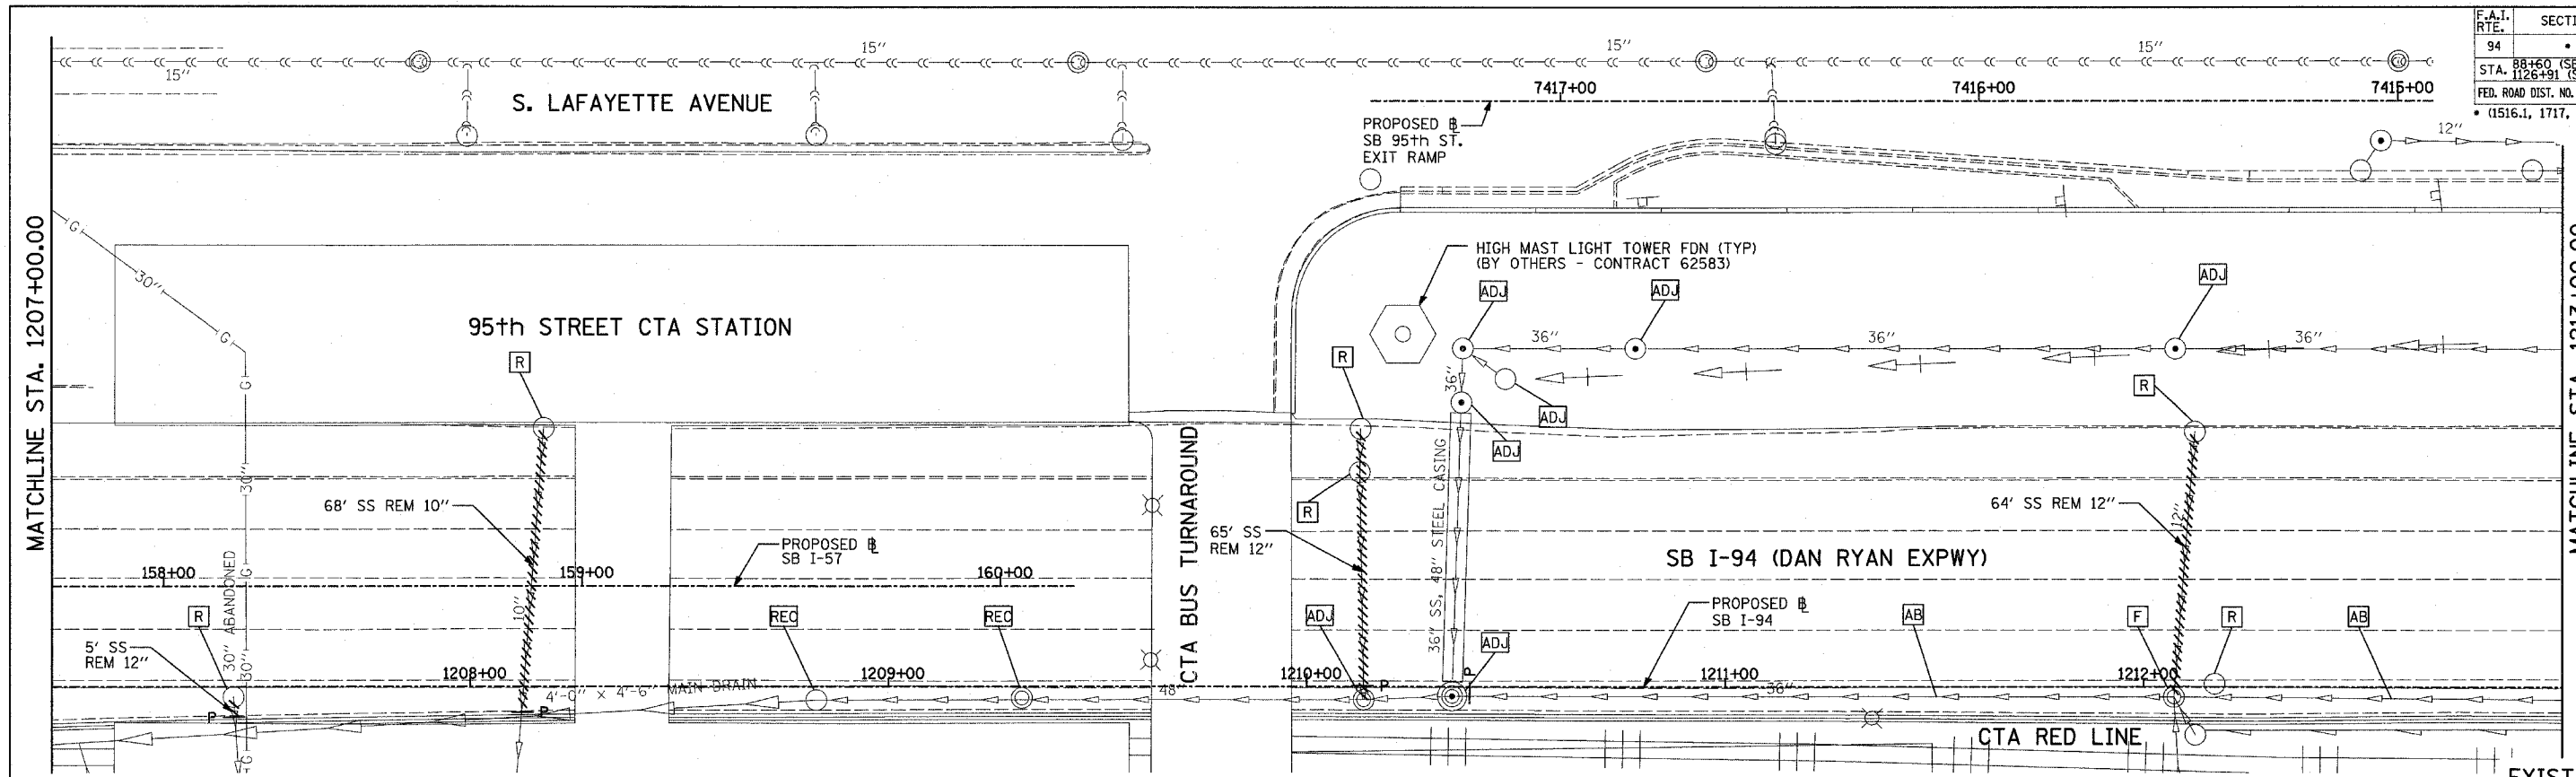 F.A.I. RTE.
94
•
STA. 88+60
1126+91
FED. ROAD DIST. NO.
• (1516.1, 1717,
15"
15"
15"
15"
S. LAFAYETTE AVENUE
7417+00
7416+00
7415+00
PROPOSED ℄
SB 95th ST.
EXIT RAMP
12"
MATCHLINE STA. 1207+00.00
MATCHLINE STA. 1213+00.00
G
30"
G
HIGH MAST LIGHT TOWER FDN (TYP)
(BY OTHERS - CONTRACT 62583)
ADJ
ADJ
ADJ
95th STREET CTA STATION
36"
36"
36"
R
R
R
G
36"
ADJ
ADJ
30"
G
68' SS REM 10"
R
CTA BUS TURNAROUND
65' SS
REM 12"
36" SS, 48" STEEL CASING
64' SS REM 12"
12"
PROPOSED ℄
SB I-57
SB I-94 (DAN RYAN EXPWY)
158+00
159+00
160+00
30" ABANDONED
G
10"
R
REC
REC
ADJ
PROPOSED ℄
SB I-94
AB
F
R
AB
5' SS
REM 12"
ADJ
30"
1208+00
1209+00
1210+00
1211+00
1212+00
4'-0" x 4'-6" MAIN DRAIN
48"
P
P
36"
P
P
G
CTA RED LINE